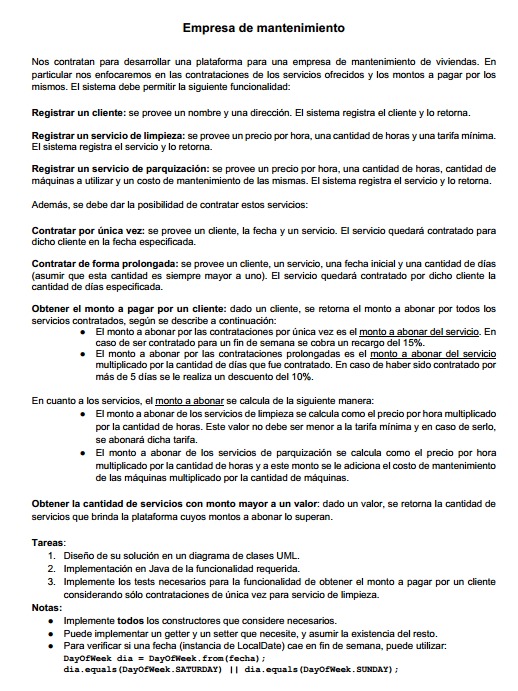 Empresa de mantenimiento
Nos contratan para desarrollar una plataforma para una empresa de mantenimiento de viviendas. En
particular nos enfocaremos en las contrataciones de los servicios ofrecidos y los montos a pagar por los
mismos. El sistema debe permitir la siguiente funcionalidad:
Registrar un cliente: se provee un nombre y una dirección. El sistema registra el cliente y lo retorna.
Registrar un servicio de limpieza: se provee un precio por hora, una cantidad de horas y una tarifa mínima.
El sistema registra el servicio y lo retorna.
Registrar un servicio de parquización: se provee un precio por hora, una cantidad de horas, cantidad de
máquinas a utilizar y un costo de mantenimiento de las mismas. El sistema registra el servicio y lo retorna.
Además, se debe dar la posibilidad de contratar estos servicios:
Contratar por única vez: se provee un cliente, la fecha y un servicio. El servicio quedará contratado para
dicho cliente en la fecha especificada.
Contratar de forma prolongada: se provee un cliente, un servicio, una fecha inicial y una cantidad de días
(asumir que esta cantidad es siempre mayor a uno). El servicio quedará contratado por dicho cliente la
cantidad de días especificada.
Obtener el monto a pagar por un cliente: dado un cliente, se retorna el monto a abonar por todos los
servicios contratados, según se describe a continuación:
● El monto a abonar por las contrataciones por única vez es el monto a abonar del servicio. En
caso de ser contratado para un fin de semana se cobra un recargo del 15%.
● El monto a abonar por las contrataciones prolongadas es el monto a abonar del servicio
multiplicado por la cantidad de días que fue contratado. En caso de haber sido contratado por
más de 5 días se le realiza un descuento del 10%.
En cuanto a los servicios, el monto a abonar se calcula de la siguiente manera:
● El monto a abonar de los servicios de limpieza se calcula como el precio por hora multiplicado
por la cantidad de horas. Este valor no debe ser menor a la tarifa mínima y en caso de serlo,
se abonará dicha tarifa.
● El monto a abonar de los servicios de parquización se calcula como el precio por hora
multiplicado por la cantidad de horas y a este monto se le adiciona el costo de mantenimiento
de las máquinas multiplicado por la cantidad de máquinas.
Obtener la cantidad de servicios con monto mayor a un valor: dado un valor, se retorna la cantidad de
servicios que brinda la plataforma cuyos montos a abonar lo superan.
Tareas:
1. Diseño de su solución en un diagrama de clases UML.
2. Implementación en Java de la funcionalidad requerida.
3. Implemente los tests necesarios para la funcionalidad de obtener el monto a pagar por un cliente
considerando sólo contrataciones de única vez para servicio de limpieza.
Notas:
● Implemente todos los constructores que considere necesarios.
● Puede implementar un getter y un setter que necesite, y asumir la existencia del resto.
● Para verificar si una fecha (instancia de LocalDate) cae en fin de semana, puede utilizar:
DayOfWeek dia = DayOfWeek.from(fecha);
dia.equals(DayOfWeek.SATURDAY) || dia.equals(DayOfWeek.SUNDAY);